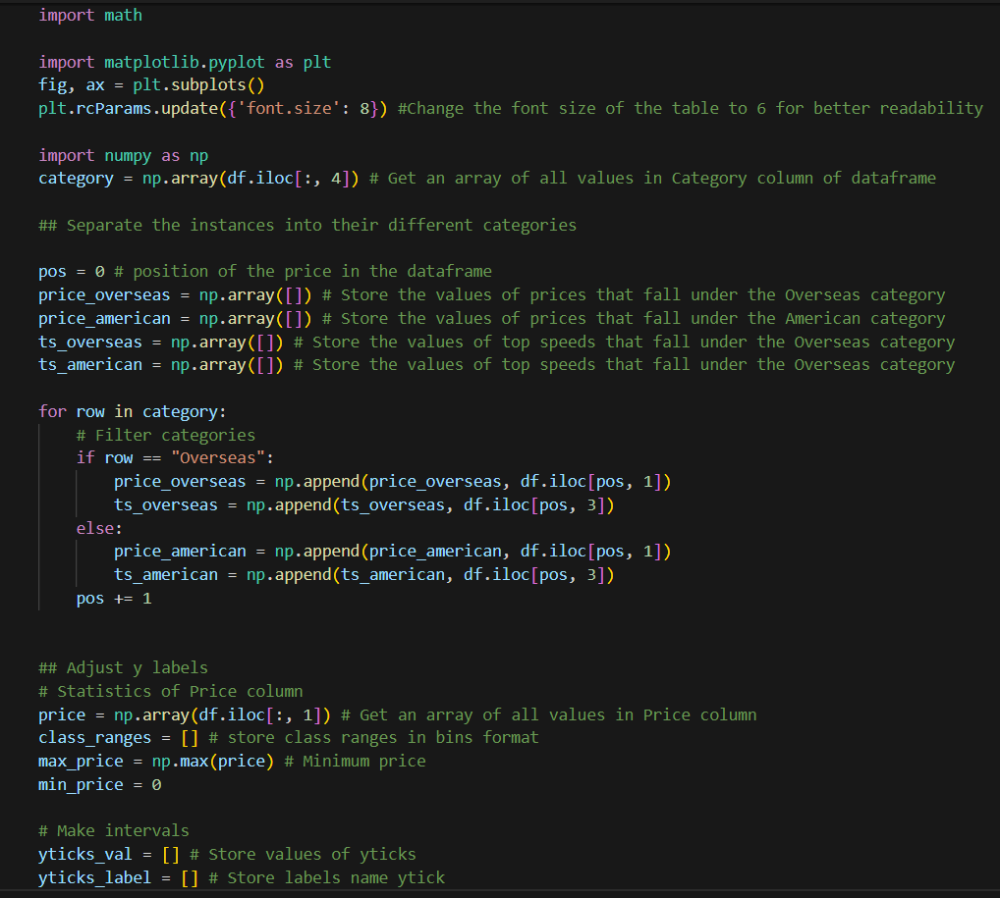 import math
import matplotlib.pyplot as plt
fig, ax = plt.subplots()
plt.rcParams.update({'font.size': 8}) #Change the font size of the table to 6 for better readability
import numpy as np
category = np.array(df.iloc[:, 4]) # Get an array of all values in Category column of dataframe
## Separate the instances into their different categories
pos = 0 # position of the price in the dataframe
price_overseas = np.array([]) # Store the values of prices that fall under the Overseas category
price_american = np.array([]) # Store the values of prices that fall under the American category
ts_overseas = np.array([]) # Store the values of top speeds that fall under the Overseas category
ts_american = np.array([]) # Store the values of top speeds that fall under the Overseas category
for row in category:
    # Filter categories
    if row == "Overseas":
        price_overseas = np.append(price_overseas, df.iloc[pos, 1])
        ts_overseas = np.append(ts_overseas, df.iloc[pos, 3])
    else:
        price_american = np.append(price_american, df.iloc[pos, 1])
        ts_american = np.append(ts_american, df.iloc[pos, 3])
    pos += 1
## Adjust y labels
# Statistics of Price column
price = np.array(df.iloc[:, 1]) # Get an array of all values in Price column
class_ranges = [] # store class ranges in bins format
max_price = np.max(price) # Minimum price
min_price = 0
# Make intervals
yticks_val = [] # Store values of yticks
yticks_label = [] # Store labels name ytick